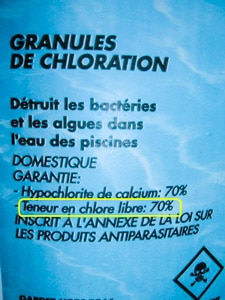 GRANULES
DE CHLORATION
Détruit les bactéries
et les algues dans
l'eau des piscines
DOMESTIQUE
GARANTIE:
- Hypochlorite de calcium: 70%
- Teneur en chlore libre: 70%
INSCRIT À L'ANNEXE DE LA LOI SUR
LES PRODUITS ANTIPARASITAIRES